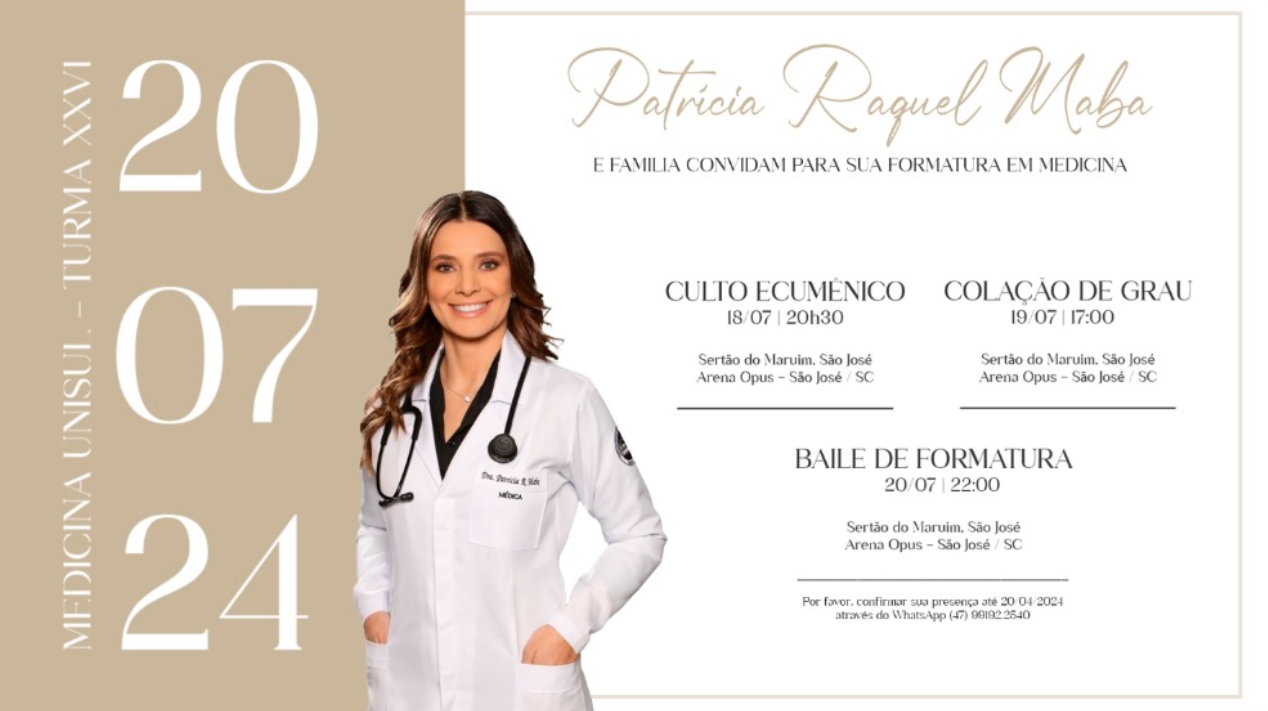 MEDICINA UNISUL – TURMA XXVI
20
07
24
Patrícia Raquel Maba
E FAMILIA CONVIDAM PARA SUA FORMATURA EM MEDICINA
CULTO ECUMÊNICO
18/07 | 20h30
Sertão do Maruim, São José
Arena Opus – São José / SC
COLAÇÃO DE GRAU
19/07 | 17:00
Sertão do Maruim, São José
Arena Opus – São José / SC
BAILE DE FORMATURA
20/07 | 22:00
Sertão do Maruim, São José
Arena Opus – São José / SC
Por favor, confirmar sua presença até 20/04/2024
através do WhatsApp (47) 99192.2540
Dra. Patrícia R. Maba
MÉDICA